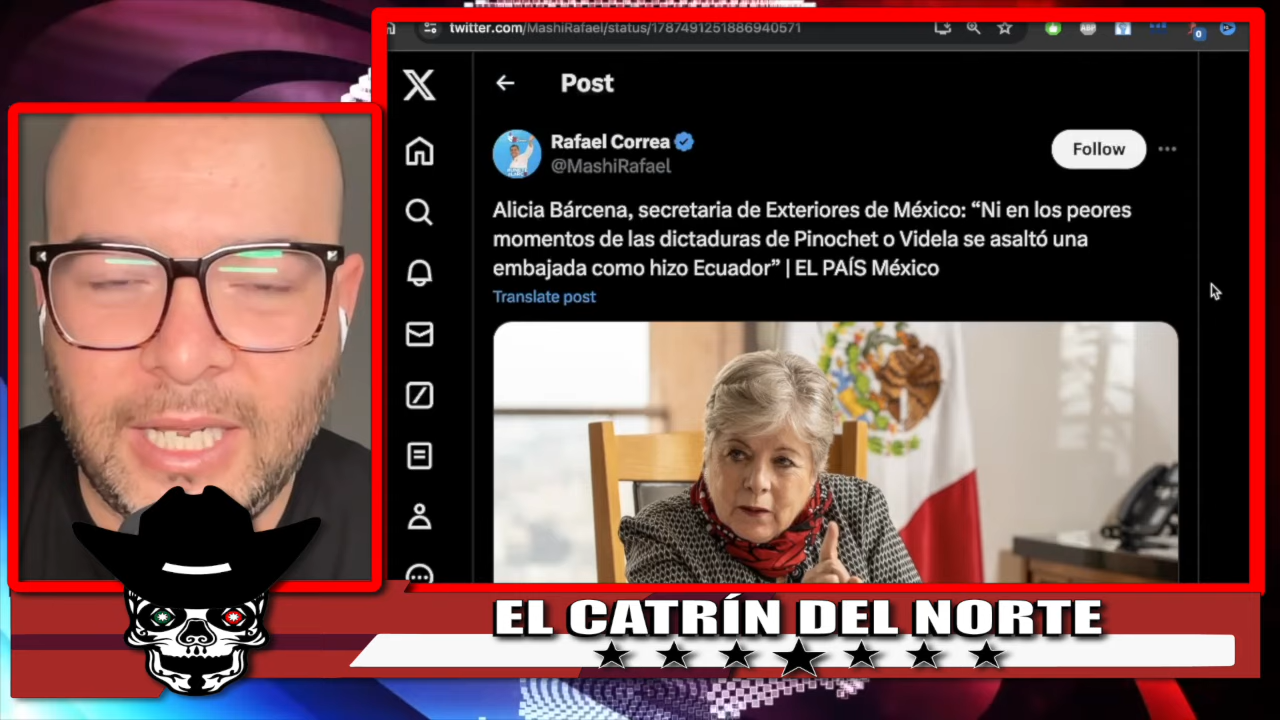 twitter.com/MashiRafael/status/1787491251886940571
ABP
0
Post
Rafael Correa
@MashiRafael
Follow
Alicia Bárcena, secretaria de Exteriores de México: “Ni en los peores
momentos de las dictaduras de Pinochet o Videla se asaltó una
embajada como hizo Ecuador” | EL PAÍS México
Translate post
EL CATRÍN DEL NORTE